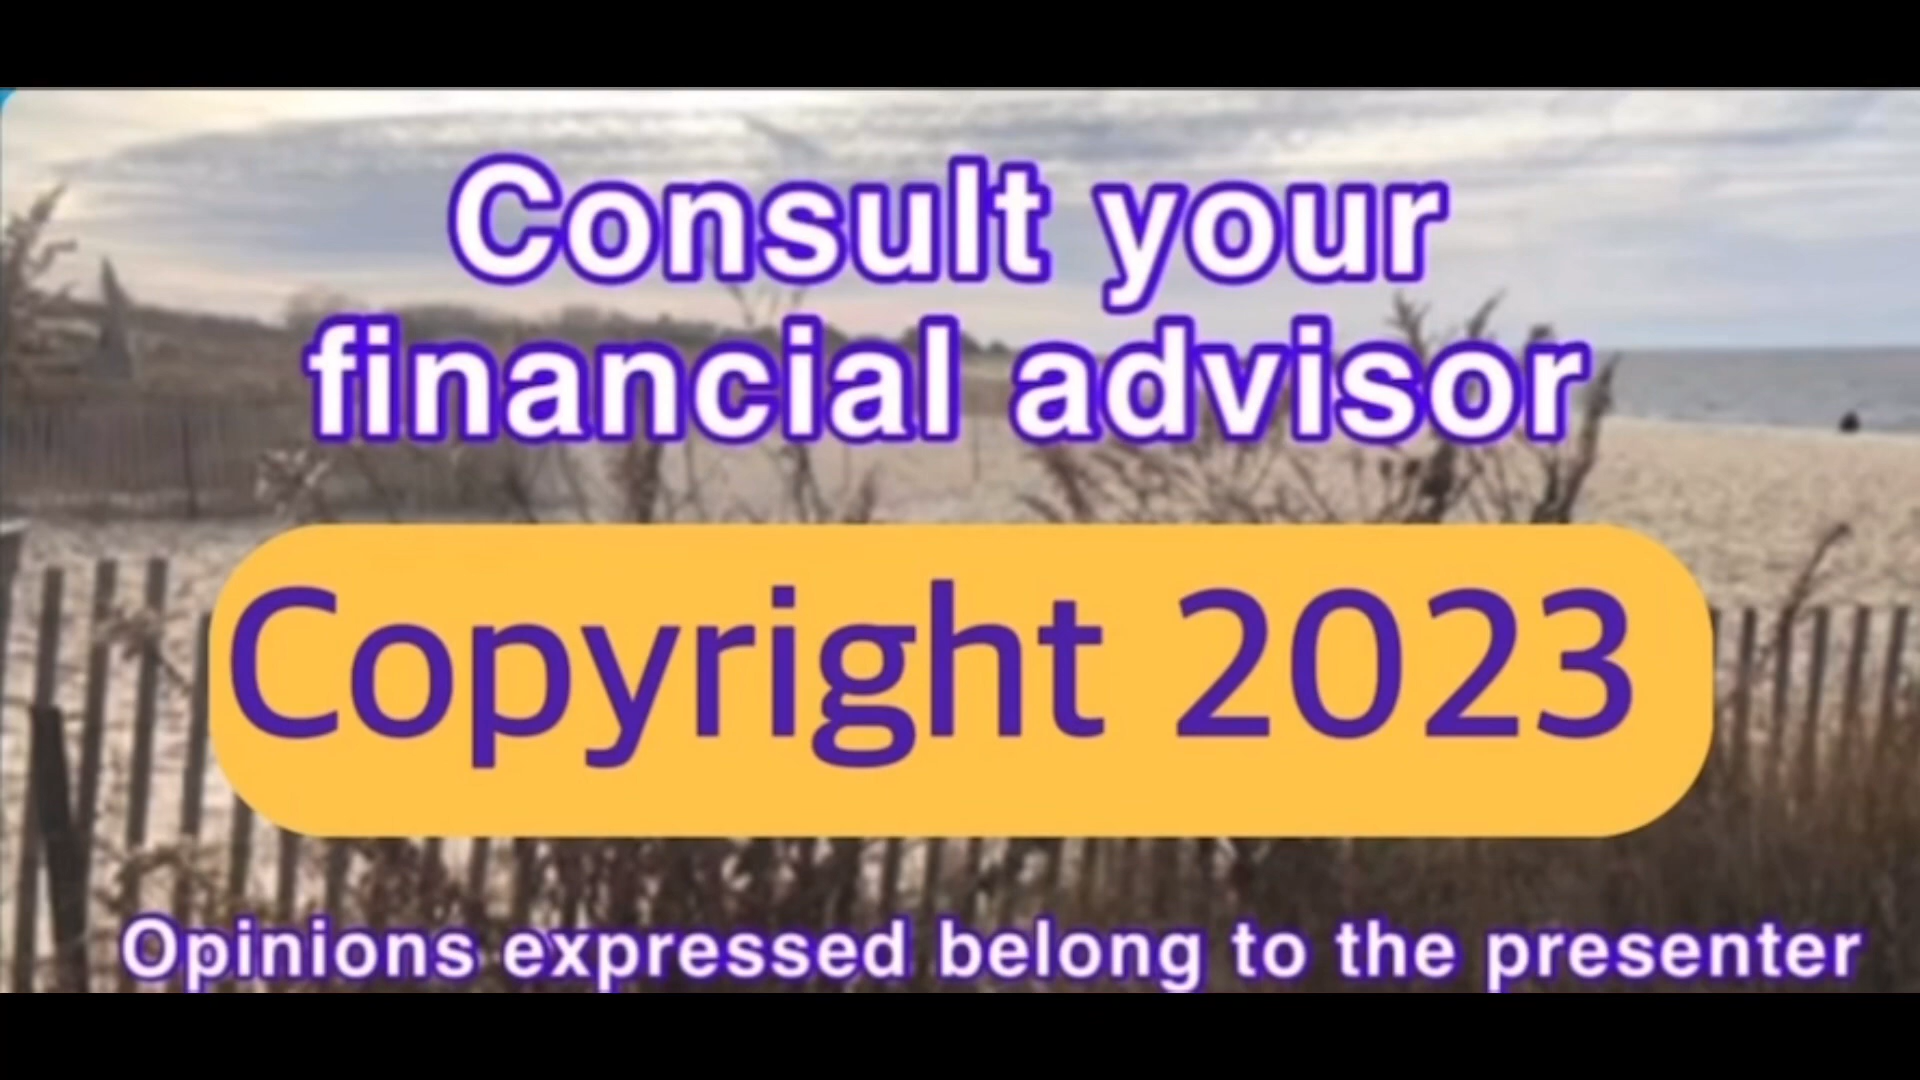 Consult your
financial advisor
Copyright 2023
Opinions expressed belong to the presenter